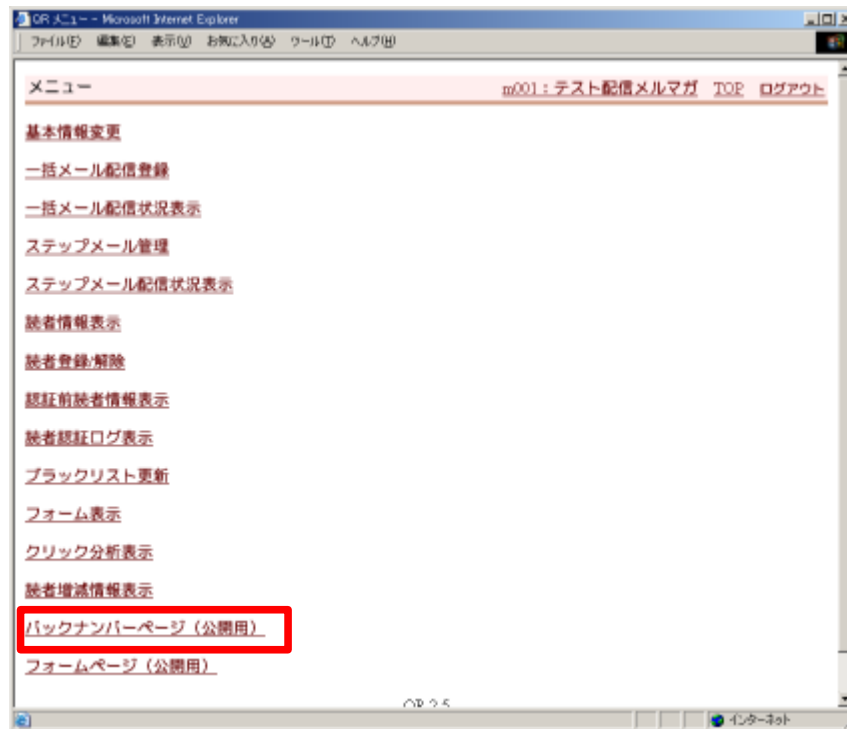 QR メニュー - Microsoft Internet Explorer
ファイル(F) 編集(E) 表示(V) お気に入り(A) ツール(T) ヘルプ(H)
メニュー m001：テスト配信メルマガ TOP ログアウト
基本情報変更
一括メール配信登録
一括メール配信状況表示
ステップメール管理
ステップメール配信状況表示
読者情報表示
読者登録/解除
認証前読者情報表示
読者認証ログ表示
ブラックリスト更新
フォーム表示
クリック分析表示
読者増減情報表示
バックナンバーページ（公開用）
フォームページ（公開用）
インターネット